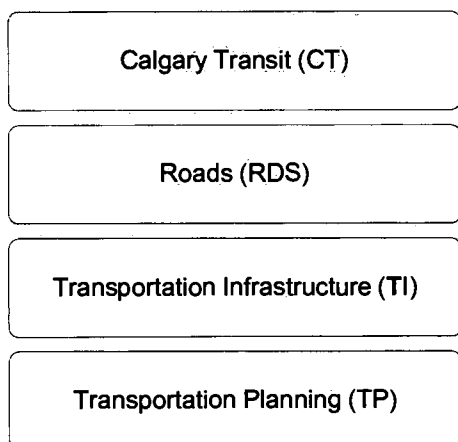 Calgary Transit (CT)
Roads (RDS)
Transportation Infrastructure (TI)
Transportation Planning (TP)